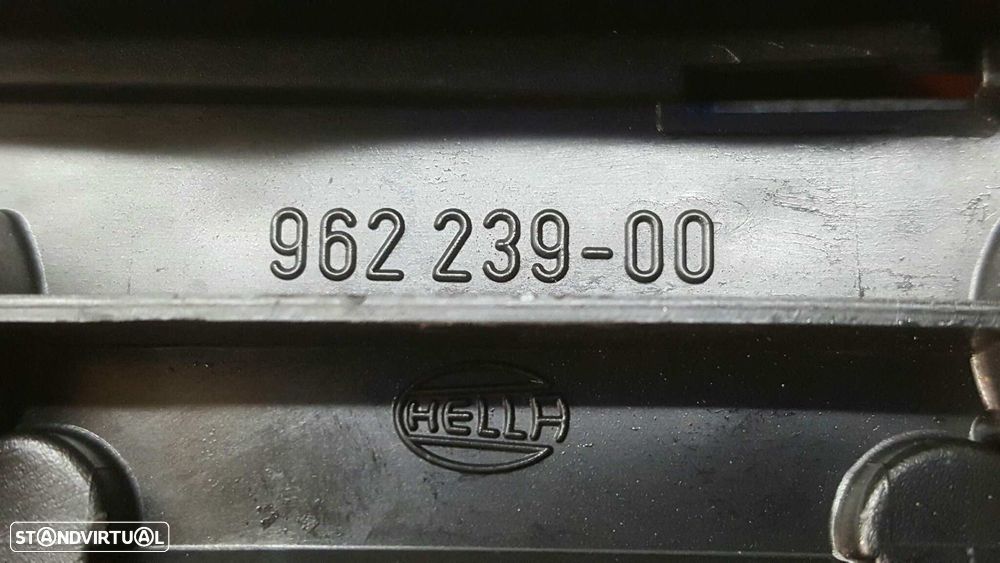 962 239-00
HELLA
STANDVIRTUAL